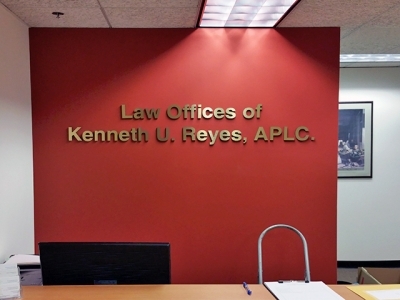 Law Offices of
Kenneth U. Reyes, APLC.